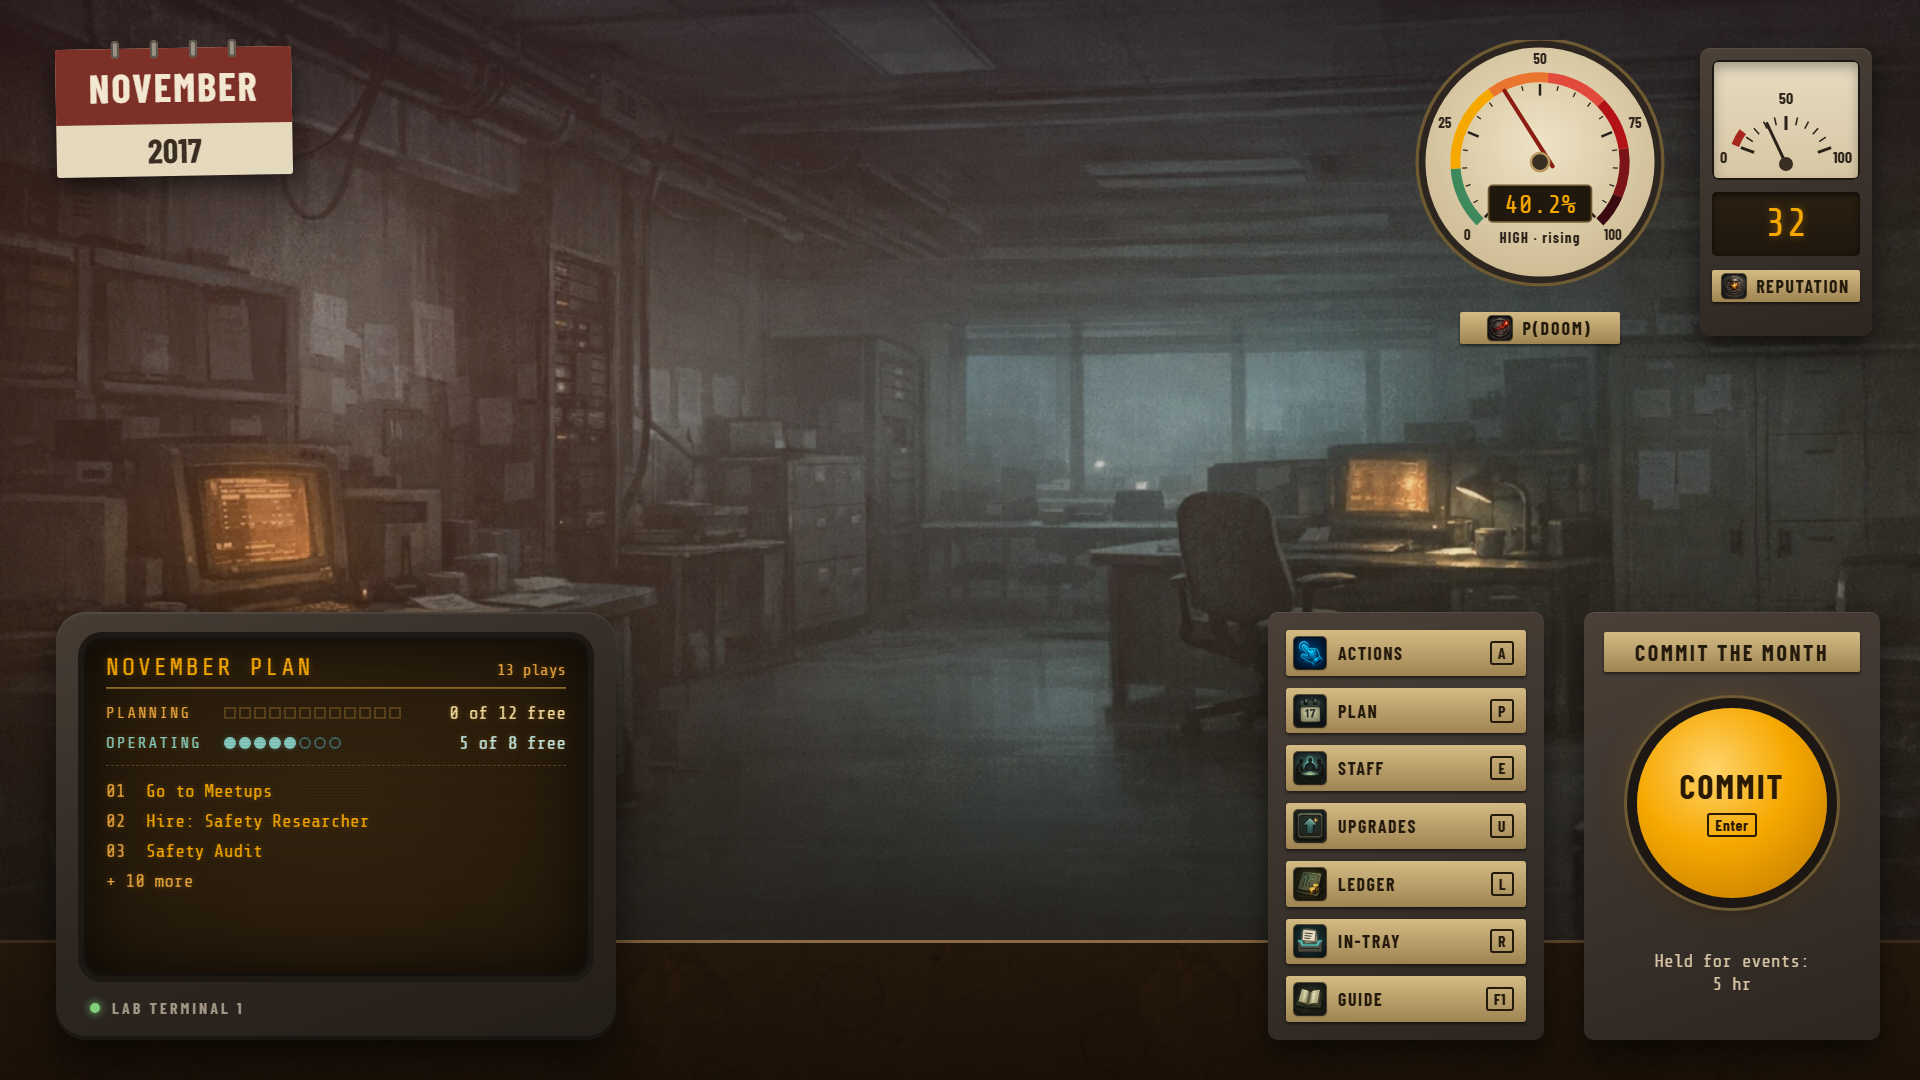 NOVEMBER
2017
50
25
75
0
100
40.2%
HIGH · rising
P(DOOM)
50
0
100
32
REPUTATION
NOVEMBER PLAN
13 plays
PLANNING
0 of 12 free
OPERATING
5 of 8 free
01 Go to Meetups
02 Hire: Safety Researcher
03 Safety Audit
+ 10 more
LAB TERMINAL 1
ACTIONS A
17
PLAN P
STAFF E
UPGRADES U
LEDGER L
IN-TRAY R
GUIDE F1
COMMIT THE MONTH
COMMIT
Enter
Held for events:
5 hr